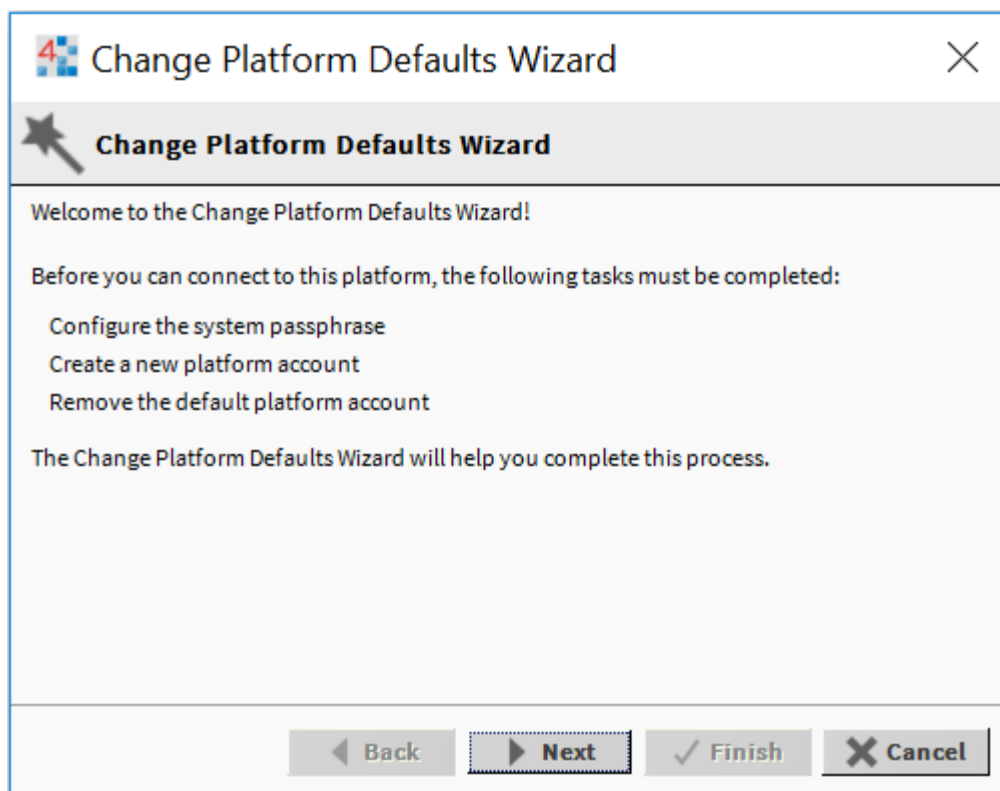 4 Change Platform Defaults Wizard
Change Platform Defaults Wizard
Welcome to the Change Platform Defaults Wizard!
Before you can connect to this platform, the following tasks must be completed:
Configure the system passphrase
Create a new platform account
Remove the default platform account
The Change Platform Defaults Wizard will help you complete this process.
Back Next Finish Cancel